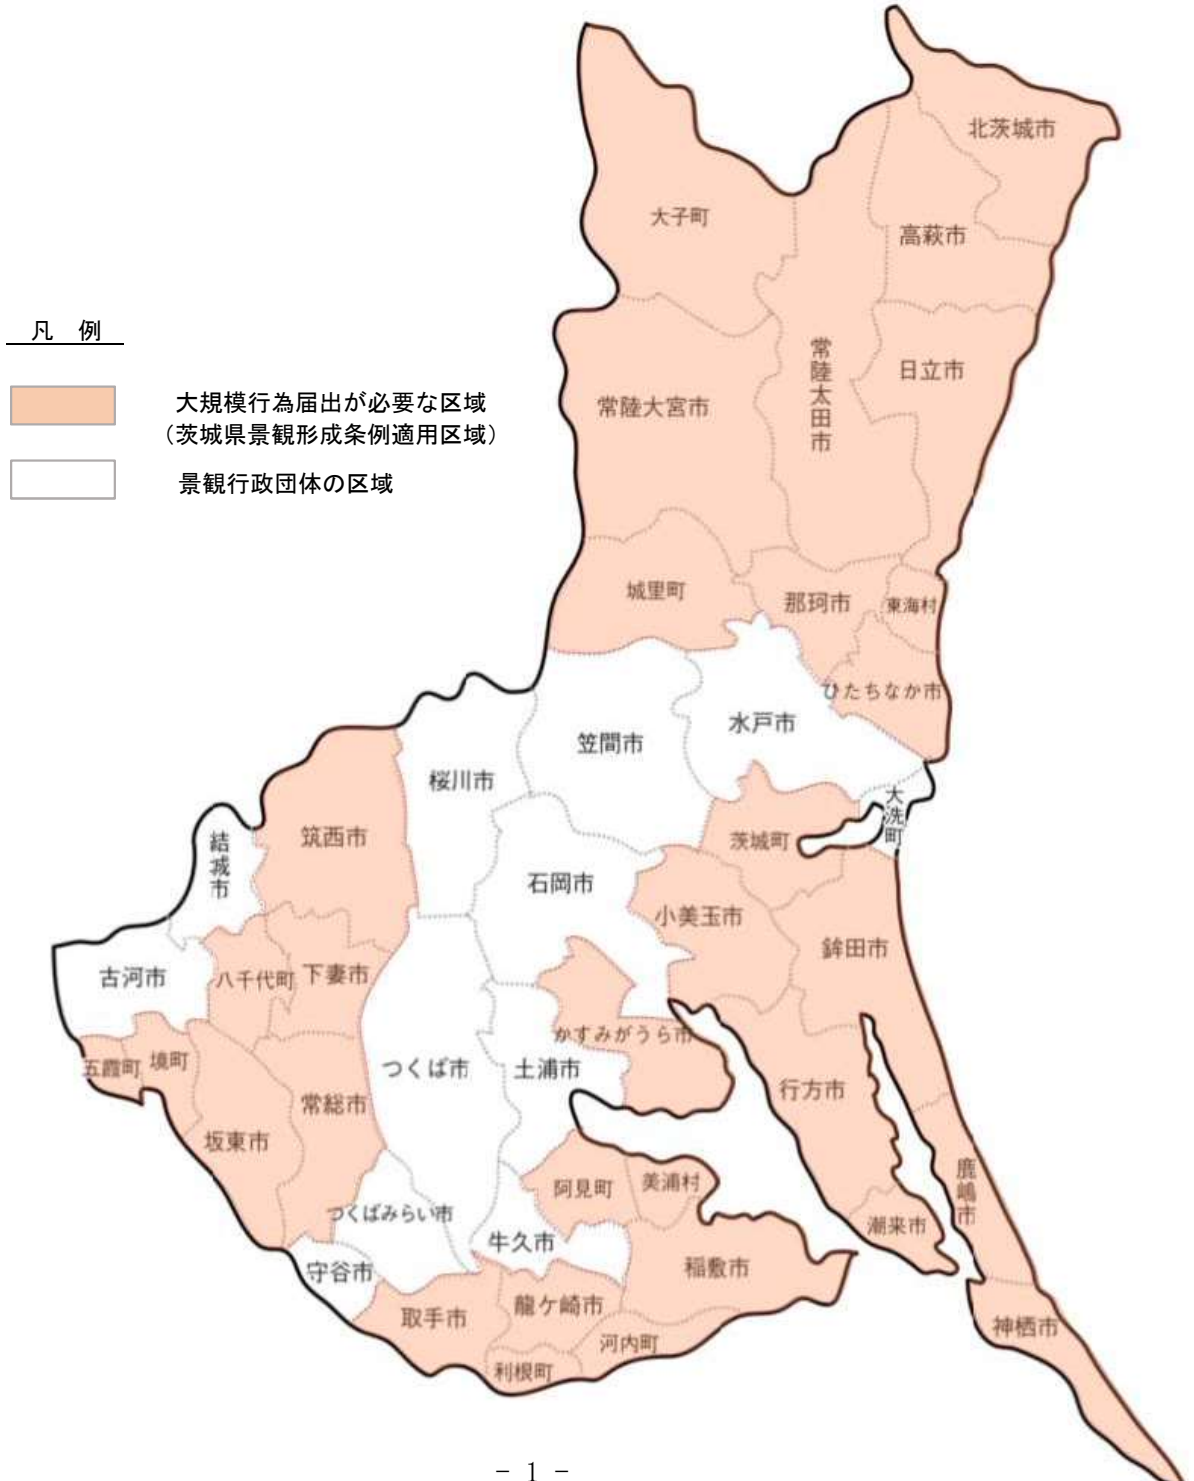 北茨城市
大子町
高萩市
凡 例
常陸太田市
日立市
大規模行為届出が必要な区域
（茨城県景観形成条例適用区域）
常陸大宮市
景観行政団体の区域
城里町
那珂市
東海村
ひたちなか市
水戸市
笠間市
桜川市
大洗町
筑西市
結城市
茨城町
石岡市
小美玉市
鉾田市
古河市
八千代町
下妻市
かすみがうら市
五霞町
境町
つくば市
土浦市
行方市
常総市
坂東市
阿見町
美浦村
鹿嶋市
つくばみらい市
潮来市
牛久市
守谷市
稲敷市
取手市
龍ケ崎市
神栖市
河内町
利根町
- 1 -